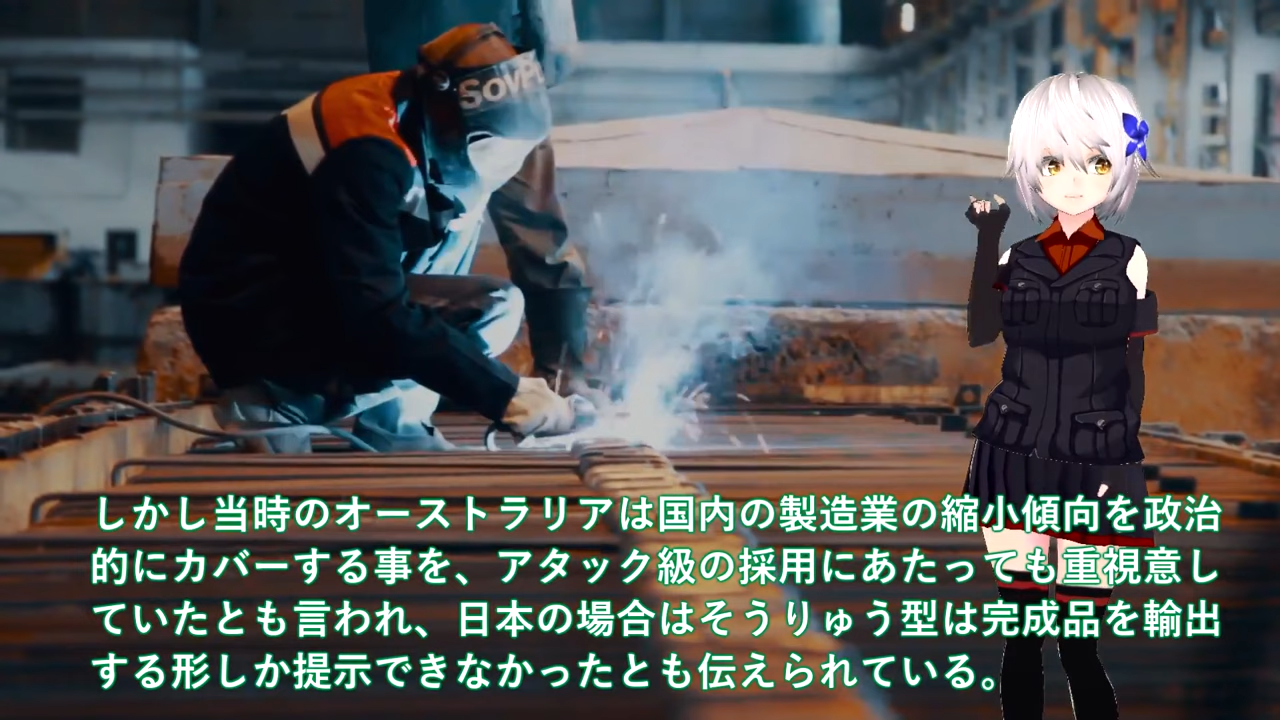 SovPl
しかし当時のオーストラリアは国内の製造業の縮小傾向を政治
的にカバーする事を、アタック級の採用にあたっても重視意し
ていたとも言われ、日本の場合はそうりゅう型は完成品を輸出
する形しか提示できなかったとも伝えられている。